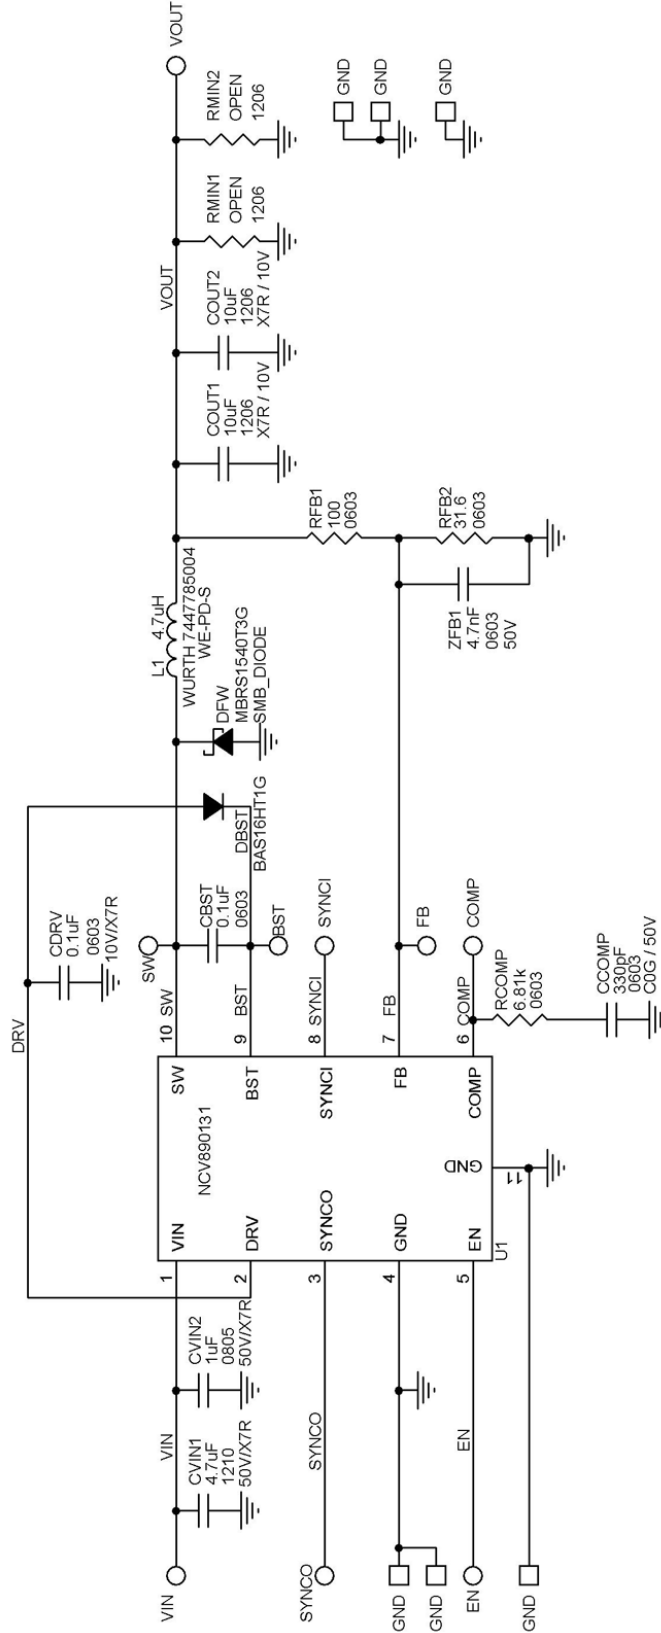 DRV
CDRV
0.1uF
0603
10V/X7R
VIN
VIN
CVIN1
4.7uF
1210
50V/X7R
CVIN2
1uF
0805
50V/X7R
SYNCO
SYNCO
GND
GND
EN
EN
GND
1
2
3
4
5
VIN
DRV
SYNCO
GND
EN
NCV890131
U1
GND
11
SW
BST
SYNCI
FB
COMP
10
9
8
7
6
SW
BST
SYNCI
FB
COMP
SW
CBST
0.1uF
0603
BST
SYNCI
FB
COMP
RCOMP
6.81k
0603
CCOMP
330pF
0603
C0G / 50V
DBST
BAS16HT1G
DFW
MBRS1540T3G
SMB_DIODE
L1
4.7uH
WURTH 7447785004
WE-PD-S
RFB1
100
0603
RFB2
31.6
0603
ZFB1
4.7nF
0603
50V
COUT1
10uF
1206
X7R / 10V
COUT2
10uF
1206
X7R / 10V
VOUT
RMIN1
OPEN
1206
RMIN2
OPEN
1206
VOUT
GND
GND
GND